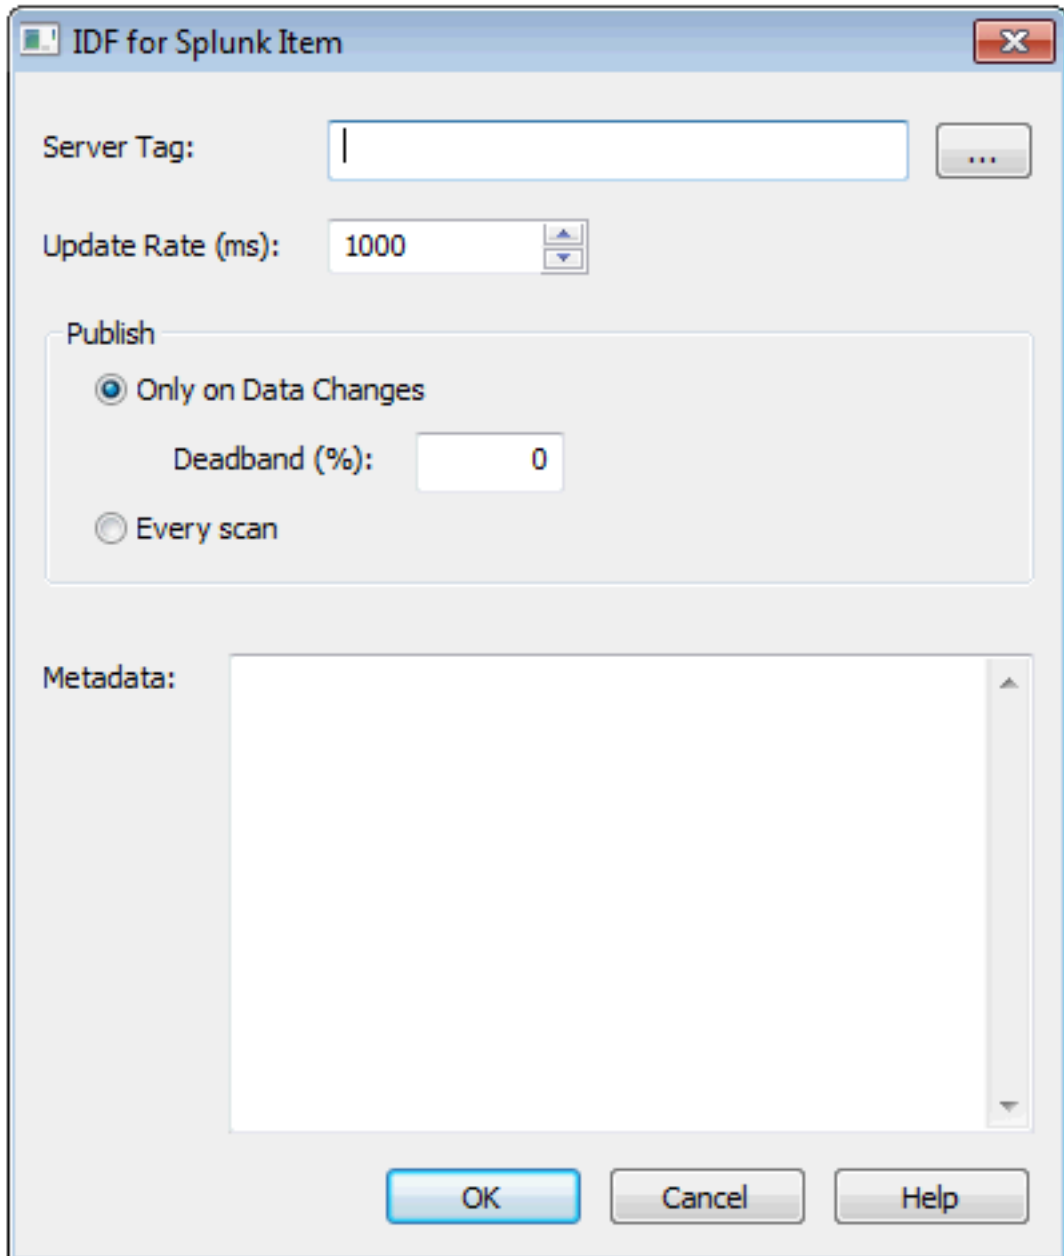 IDF for Splunk Item
Server Tag:
...
Update Rate (ms): 1000
Publish
Only on Data Changes
Deadband (%): 0
Every scan
Metadata:
OK Cancel Help